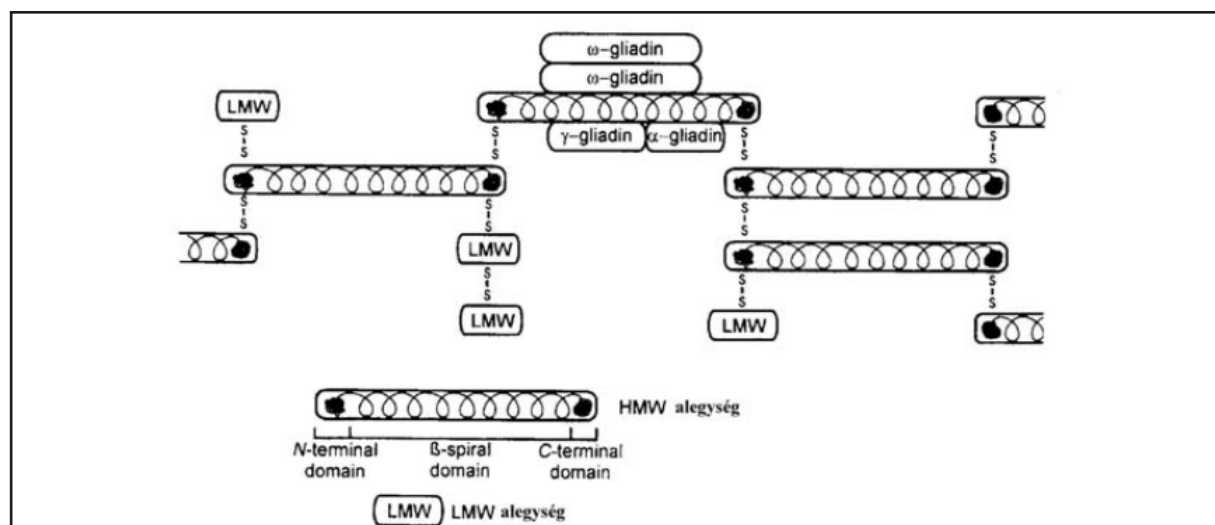 ω-gliadin
ω-gliadin
LMW
γ-gliadin α-gliadin
S
S
S
S
S
S
S
S
S
S
S
S
S
S
LMW
S
S
S
S
LMW
LMW
HMW alegység
N-terminal domain
ß-spiral domain
C-terminal domain
LMW LMW alegység